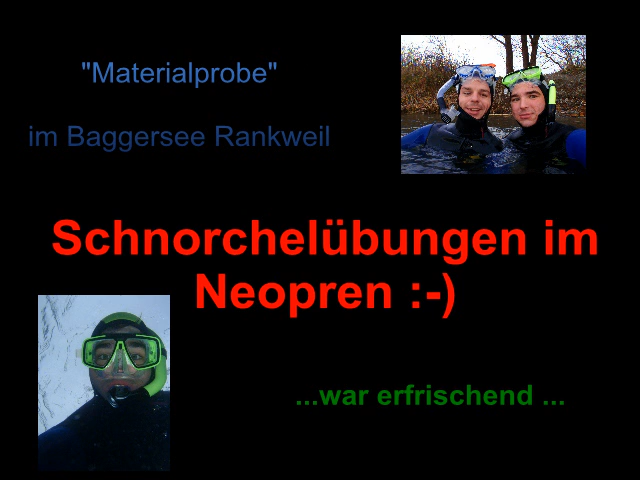 "Materialprobe"
im Baggersee Rankweil
Schnorchelübungen im
Neopren :-)
...war erfrischend ...